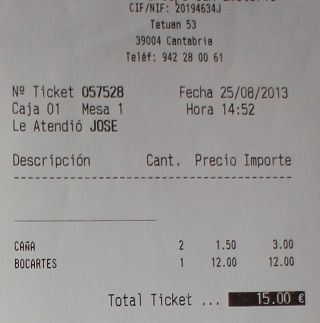 CIF/NIF: 20194634J
Tetuan 53
39004 Cantabria
Teléf: 942 28 00 61
Nº Ticket 057528 Fecha 25/08/2013
Caja 01 Mesa 1 Hora 14:52
Le Atendió JOSE
Descripción Cant. Precio Importe
CAÑA 2 1.50 3.00
BOCARTES 1 12.00 12.00
Total Ticket ... 15.00 €